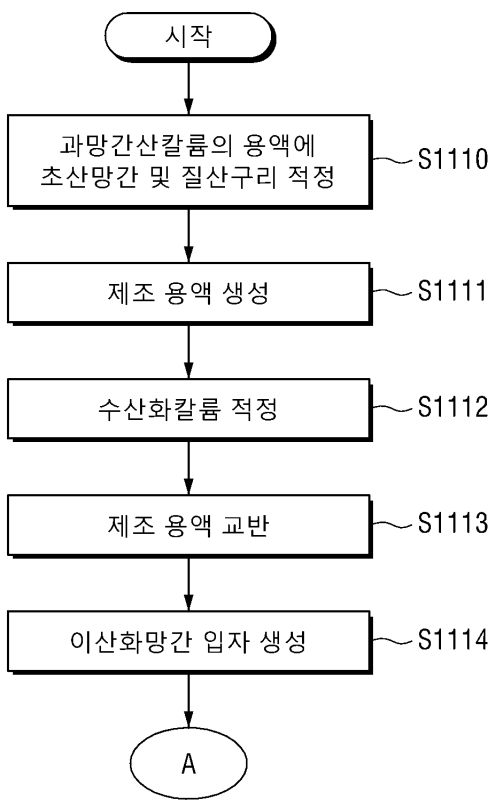 시작
과망간산칼륨의 용액에
초산망간 및 질산구리 적정
S1110
제조 용액 생성
S1111
수산화칼륨 적정
S1112
제조 용액 교반
S1113
이산화망간 입자 생성
S1114
A